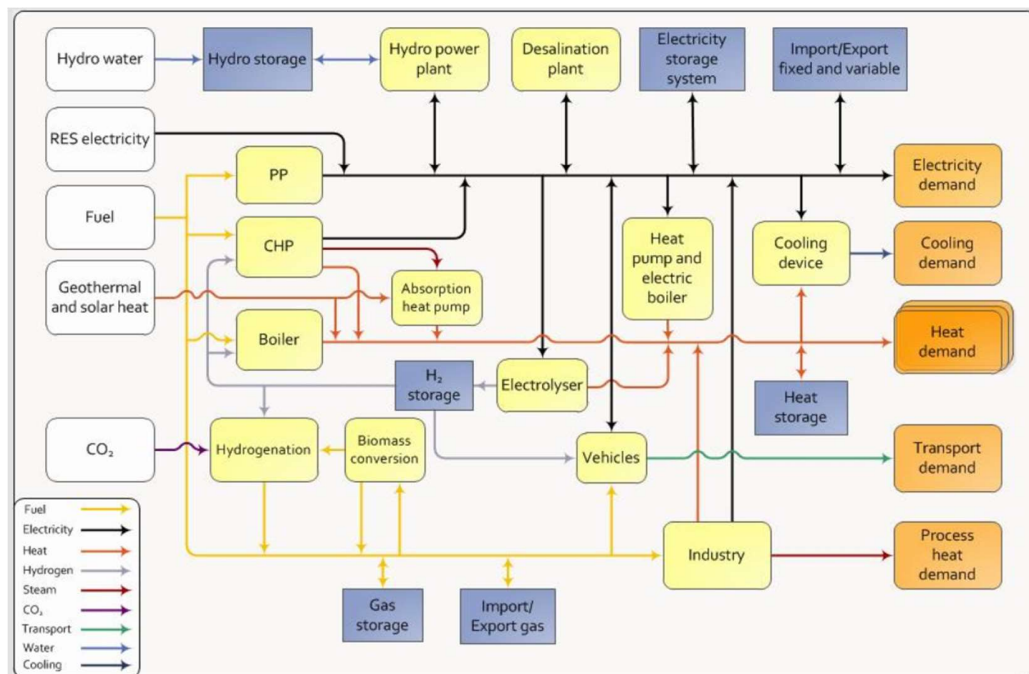 Hydro water
Hydro storage
Hydro power
plant
Desalination
plant
Electricity
storage
system
Import/Export
fixed and variable
RES electricity
PP
Electricity
demand
Fuel
CHP
Heat
pump and
electric
boiler
Cooling
device
Cooling
demand
Geothermal
and solar heat
Absorption
heat pump
Boiler
Heat
demand
H₂
storage
Electrolyser
Heat
storage
CO₂
Hydrogenation
Biomass
conversion
Vehicles
Transport
demand
Industry
Process
heat
demand
Gas
storage
Import/
Export gas
Fuel
Electricity
Heat
Hydrogen
Steam
CO₂
Transport
Water
Cooling